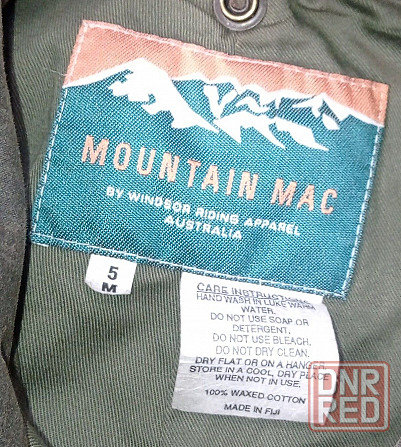 MOUNTAIN MAC
BY WINDSOR RIDING APPAREL
AUSTRALIA
5
M
CARE INSTRUCTIONS
HAND WASH IN LUKE WARM
WATER.
DO NOT USE SOAP OR
DETERGENT.
DO NOT USE BLEACH.
DO NOT DRY CLEAN.
DRY FLAT OR ON A HANGER
STORE IN A COOL, DRY PLACE
WHEN NOT IN USE.
100% WAXED COTTON
MADE IN FIJI
DNR
RED